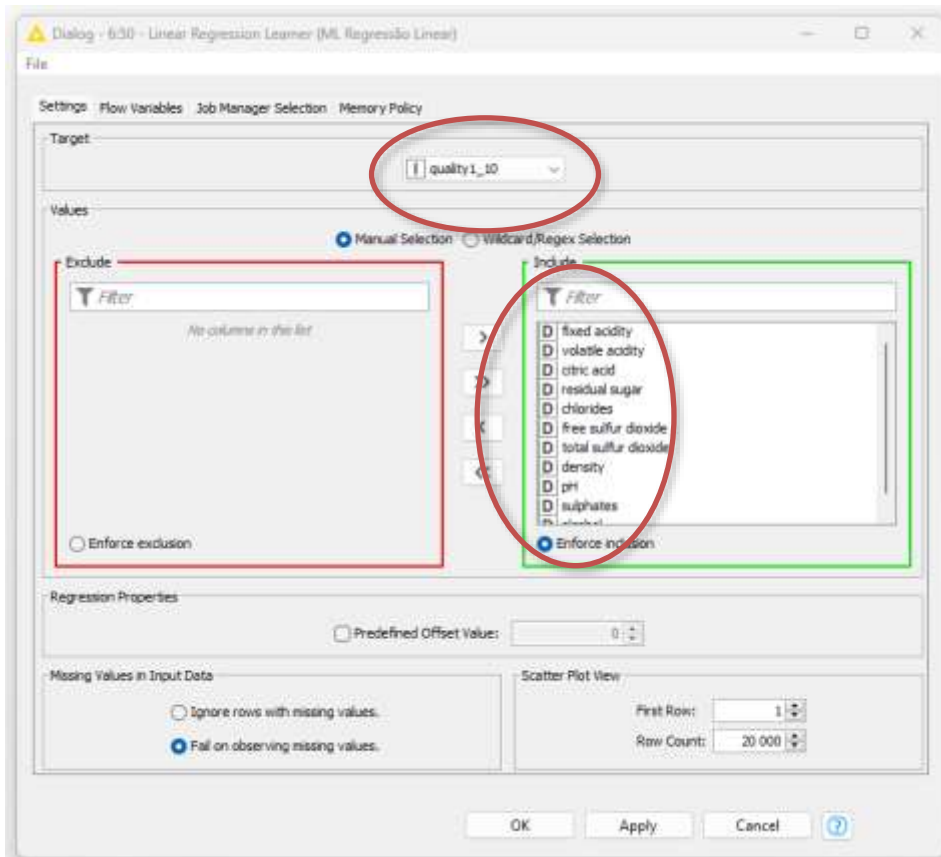 Dialog - 6:50 - Linear Regression Learner (ML Regressão Linear)
File
Settings Flow Variables Job Manager Selection Memory Policy
Target
I quality1_10
Values
Manual Selection Wildcard/Regex Selection
Exclude
Filter
No columns in this list
Enforce exclusion
>
>>
<
<<
Include
Filter
D fixed acidity
D volatile acidity
D citric acid
D residual sugar
D chlorides
D free sulfur dioxide
D total sulfur dioxide
D density
D pH
D sulphates
D alcohol
Enforce inclusion
Regression Properties
Predefined Offset Value: 0
Missing Values in Input Data
Ignore rows with missing values.
Fail on observing missing values.
Scatter Plot View
First Row: 1
Row Count: 20 000
OK Apply Cancel ?